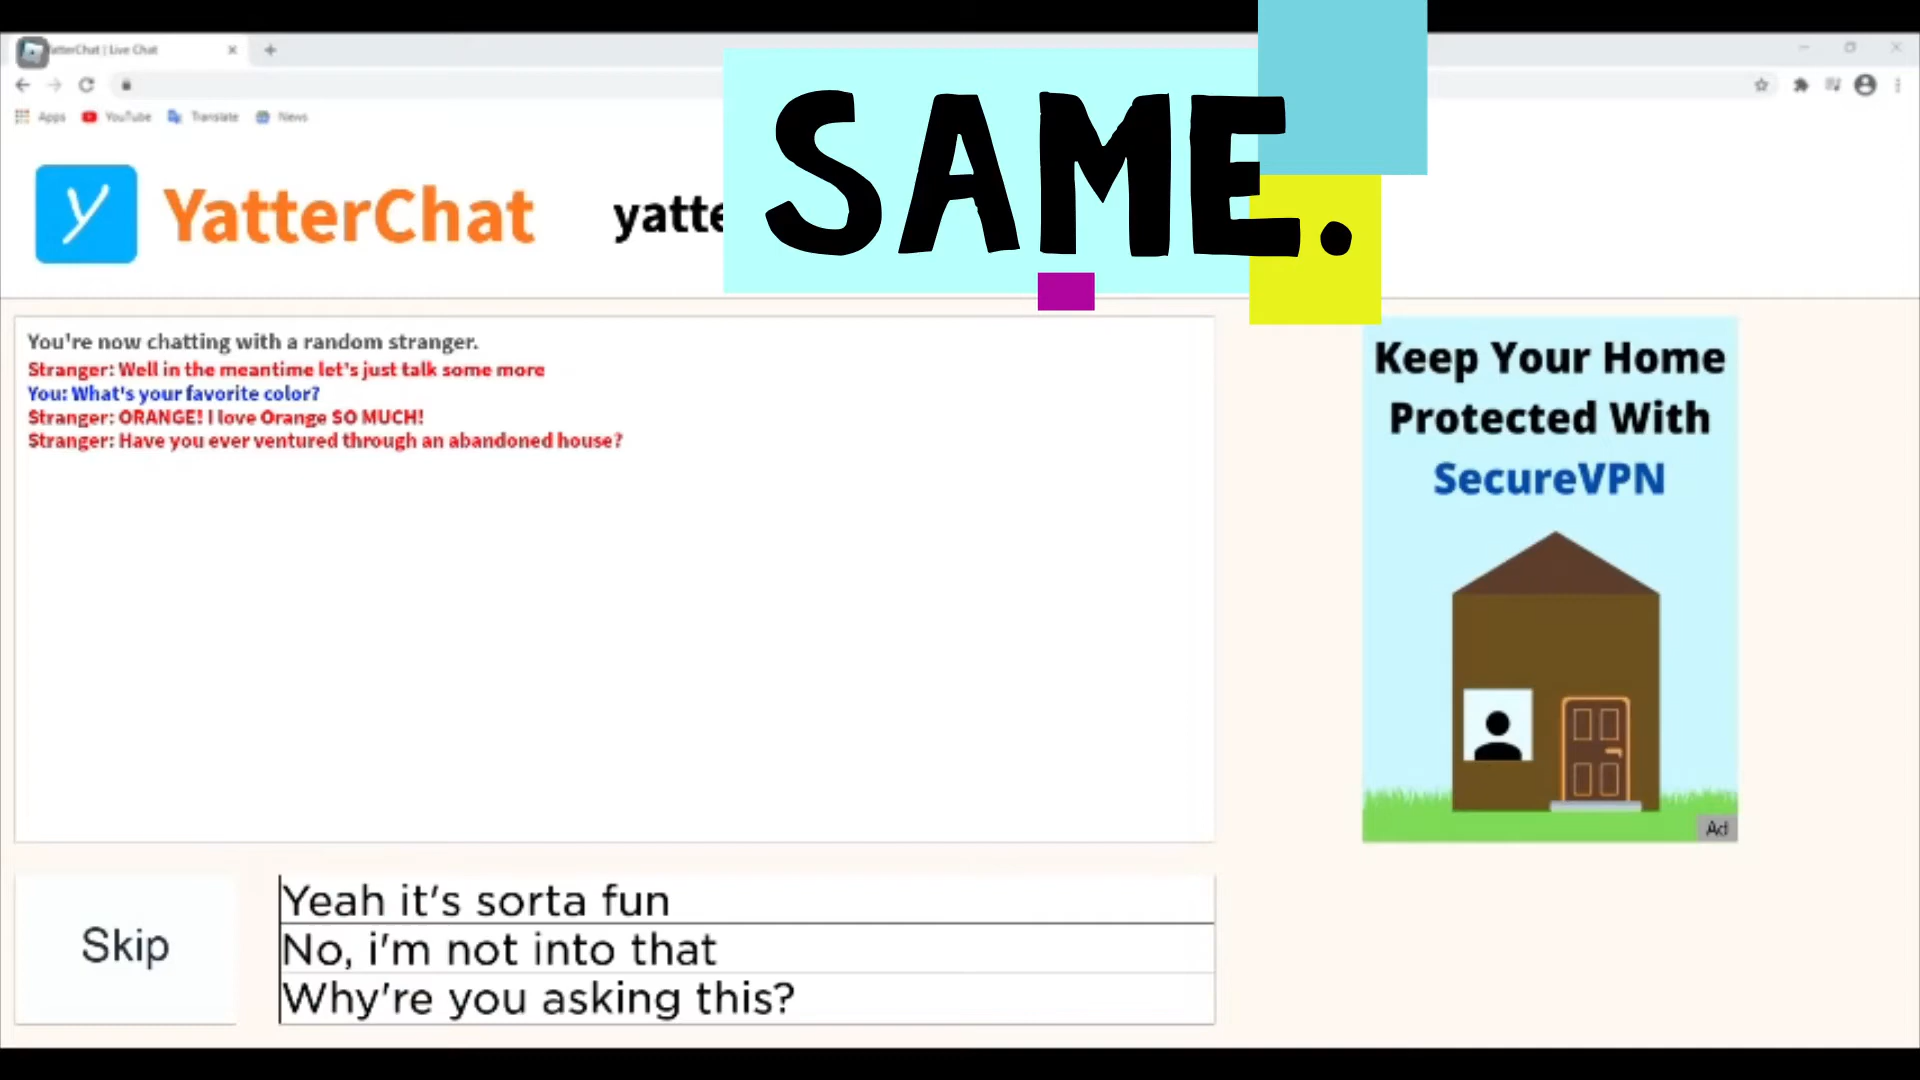 YatterChat | Live Chat
Apps YouTube Translate News
SAME.
y YatterChat yatte
You're now chatting with a random stranger.
Stranger: Well in the meantime let's just talk some more
You: What's your favorite color?
Stranger: ORANGE! I love Orange SO MUCH!
Stranger: Have you ever ventured through an abandoned house?
Keep Your Home
Protected With
SecureVPN
Ad
Skip
Yeah it's sorta fun
No, i'm not into that
Why're you asking this?